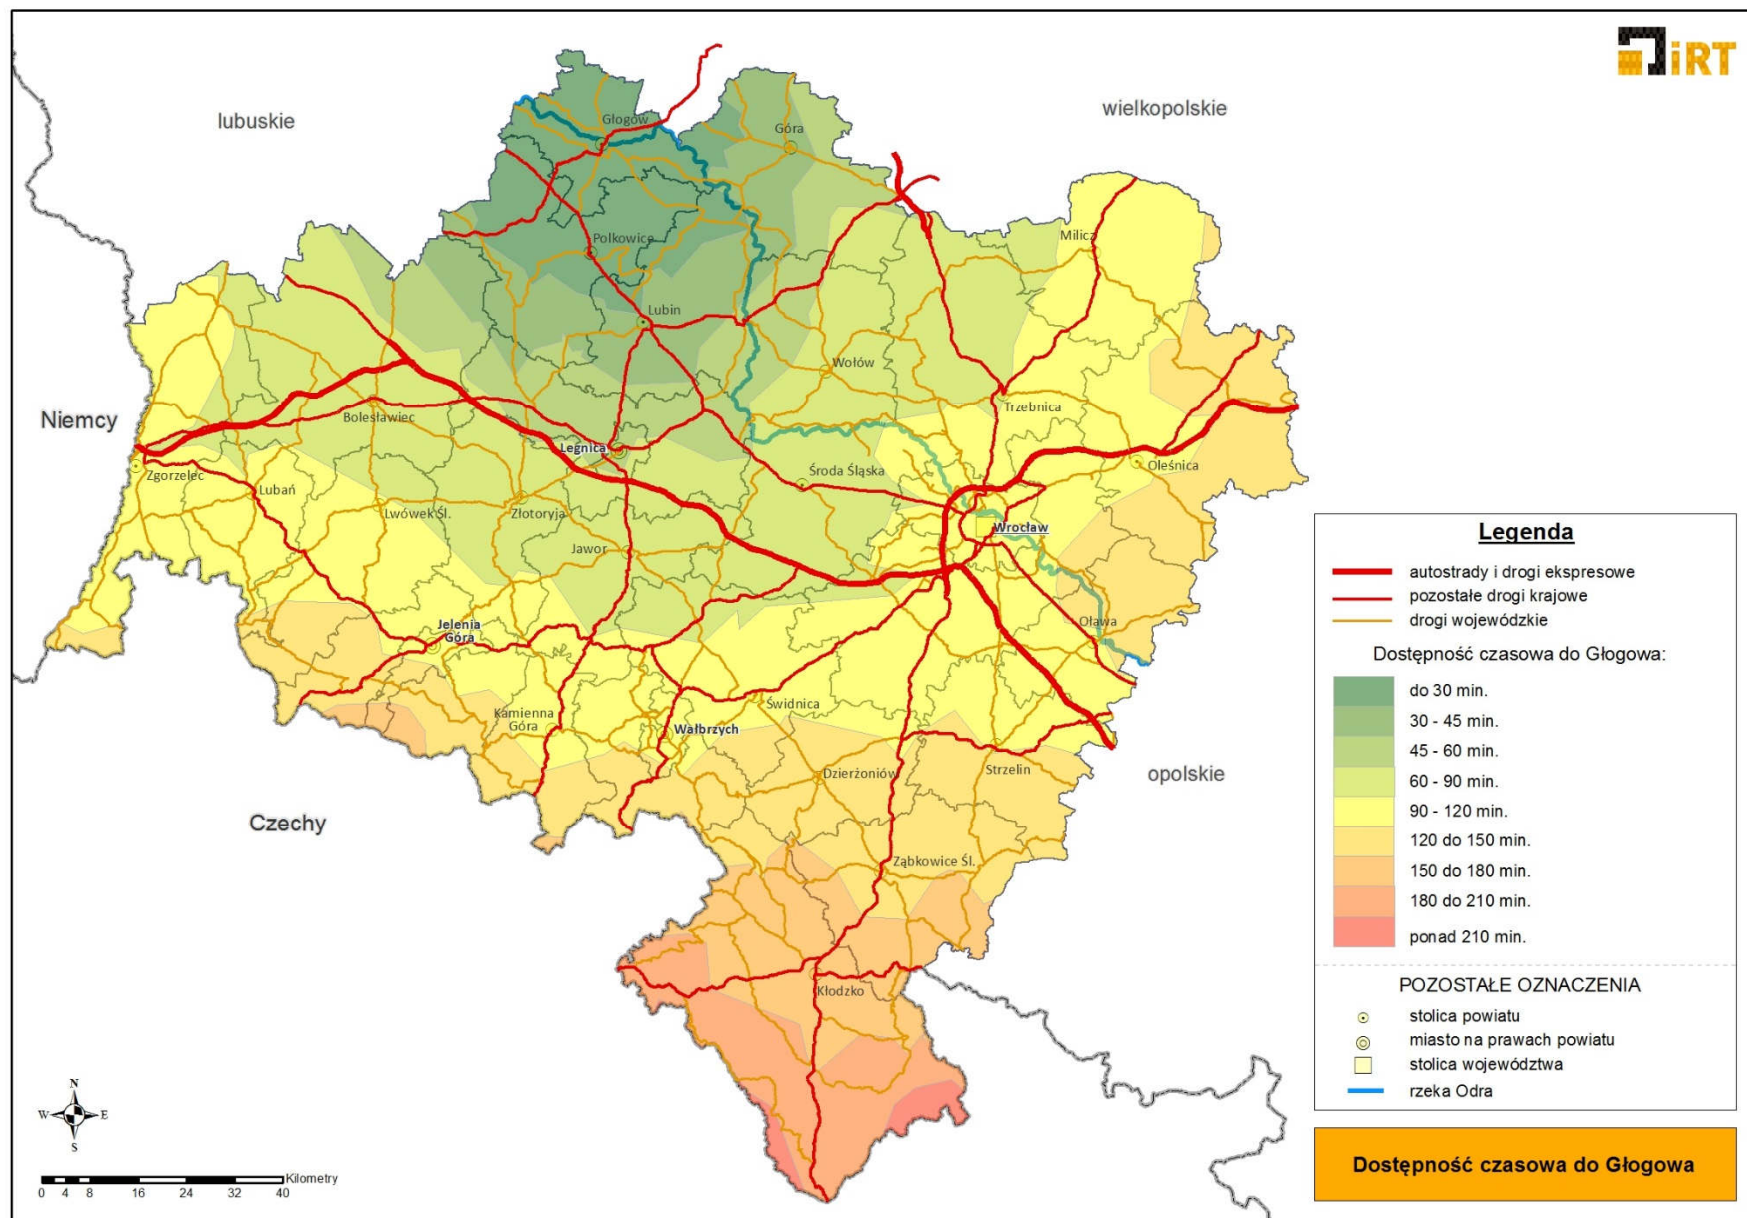 iRT
lubuskie
wielkopolskie
Głogów
Góra
Polkowice
Milicz
Lubin
Wołów
Niemcy
Bolesławiec
Trzebnica
Legnica
Zgorzelec
Lubań
Środa Śląska
Oleśnica
Lwówek Śl.
Złotoryja
Wrocław
Jawor
Jelenia
Góra
Oława
Kamienna
Góra
Świdnica
Wałbrzych
Dzierżoniów
Strzelin
opolskie
Czechy
Ząbkowice Śl.
Kłodzko
N
W E
S
Kilometry
0 4 8 16 24 32 40
Legenda
autostrady i drogi ekspresowe
pozostałe drogi krajowe
drogi wojewódzkie
Dostępność czasowa do Głogowa:
do 30 min.
30 - 45 min.
45 - 60 min.
60 - 90 min.
90 - 120 min.
120 do 150 min.
150 do 180 min.
180 do 210 min.
ponad 210 min.
POZOSTAŁE OZNACZENIA
stolica powiatu
miasto na prawach powiatu
stolica województwa
rzeka Odra
Dostępność czasowa do Głogowa